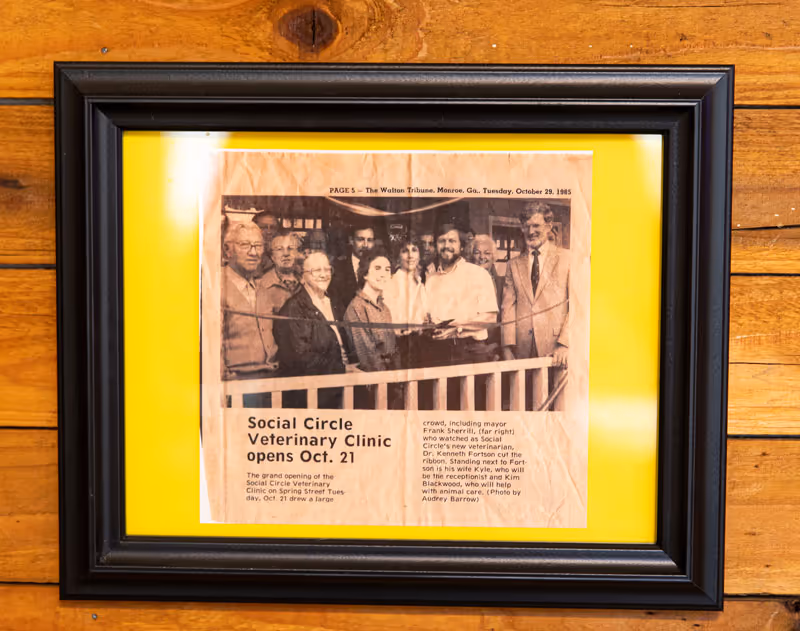 PAGE 5 — The Walton Tribune, Monroe, Ga., Tuesday, October 29, 1985
Social Circle
Veterinary Clinic
opens Oct. 21
The grand opening of the
Social Circle Veterinary
Clinic on Spring Street Tues-
day, Oct. 21 drew a large
crowd, including mayor
Frank Sherrill, (far right)
who watched as Social
Circle's new veterinarian,
Dr. Kenneth Fortson cut the
ribbon. Standing next to Fort-
son is his wife Kyle, who will
be the receptionist and Kim
Blackwood, who will help
with animal care. (Photo by
Audrey Barrow)